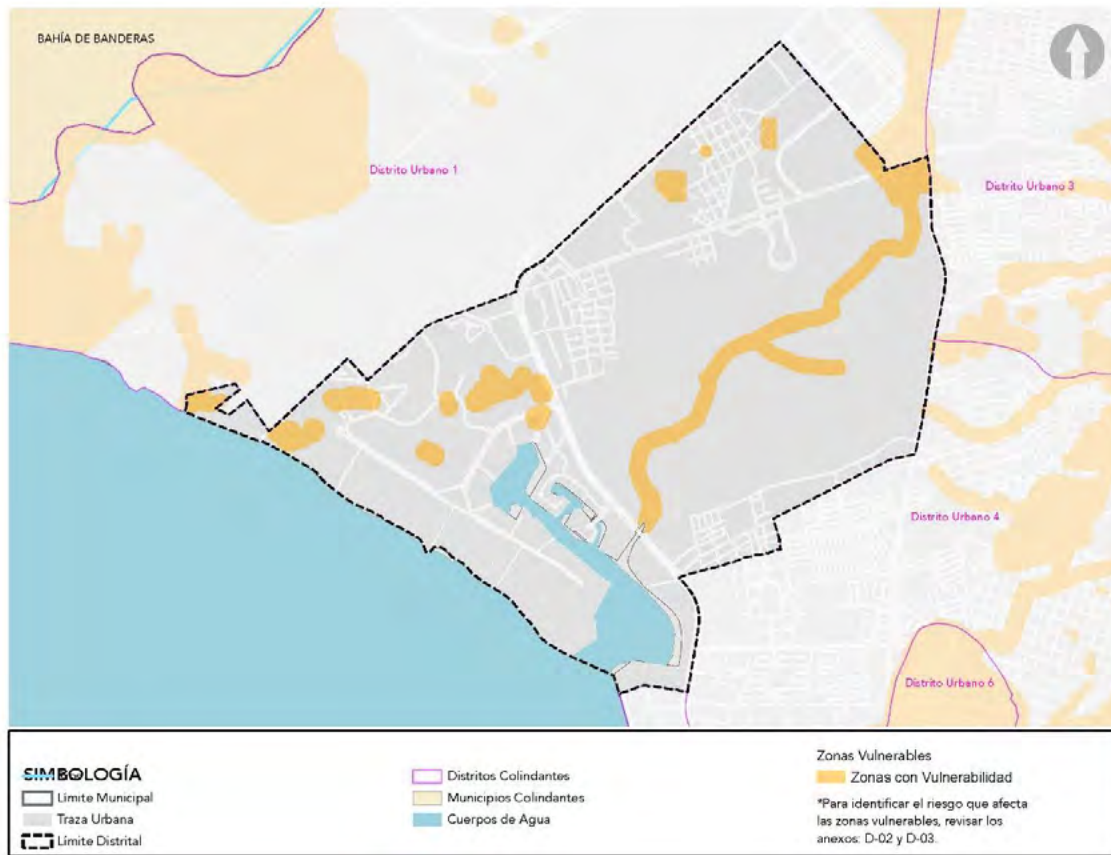 BAHÍA DE BANDERAS
Distrito Urbano 1
Distrito Urbano 3
Distrito Urbano 4
Distrito Urbano 6
SIMBOLOGÍA
Límite Municipal
Traza Urbana
Límite Distrital
Distritos Colindantes
Municipios Colindantes
Cuerpos de Agua
Zonas Vulnerables
Zonas con Vulnerabilidad
*Para identificar el riesgo que afecta
las zonas vulnerables, revisar los
anexos: D-02 y D-03.